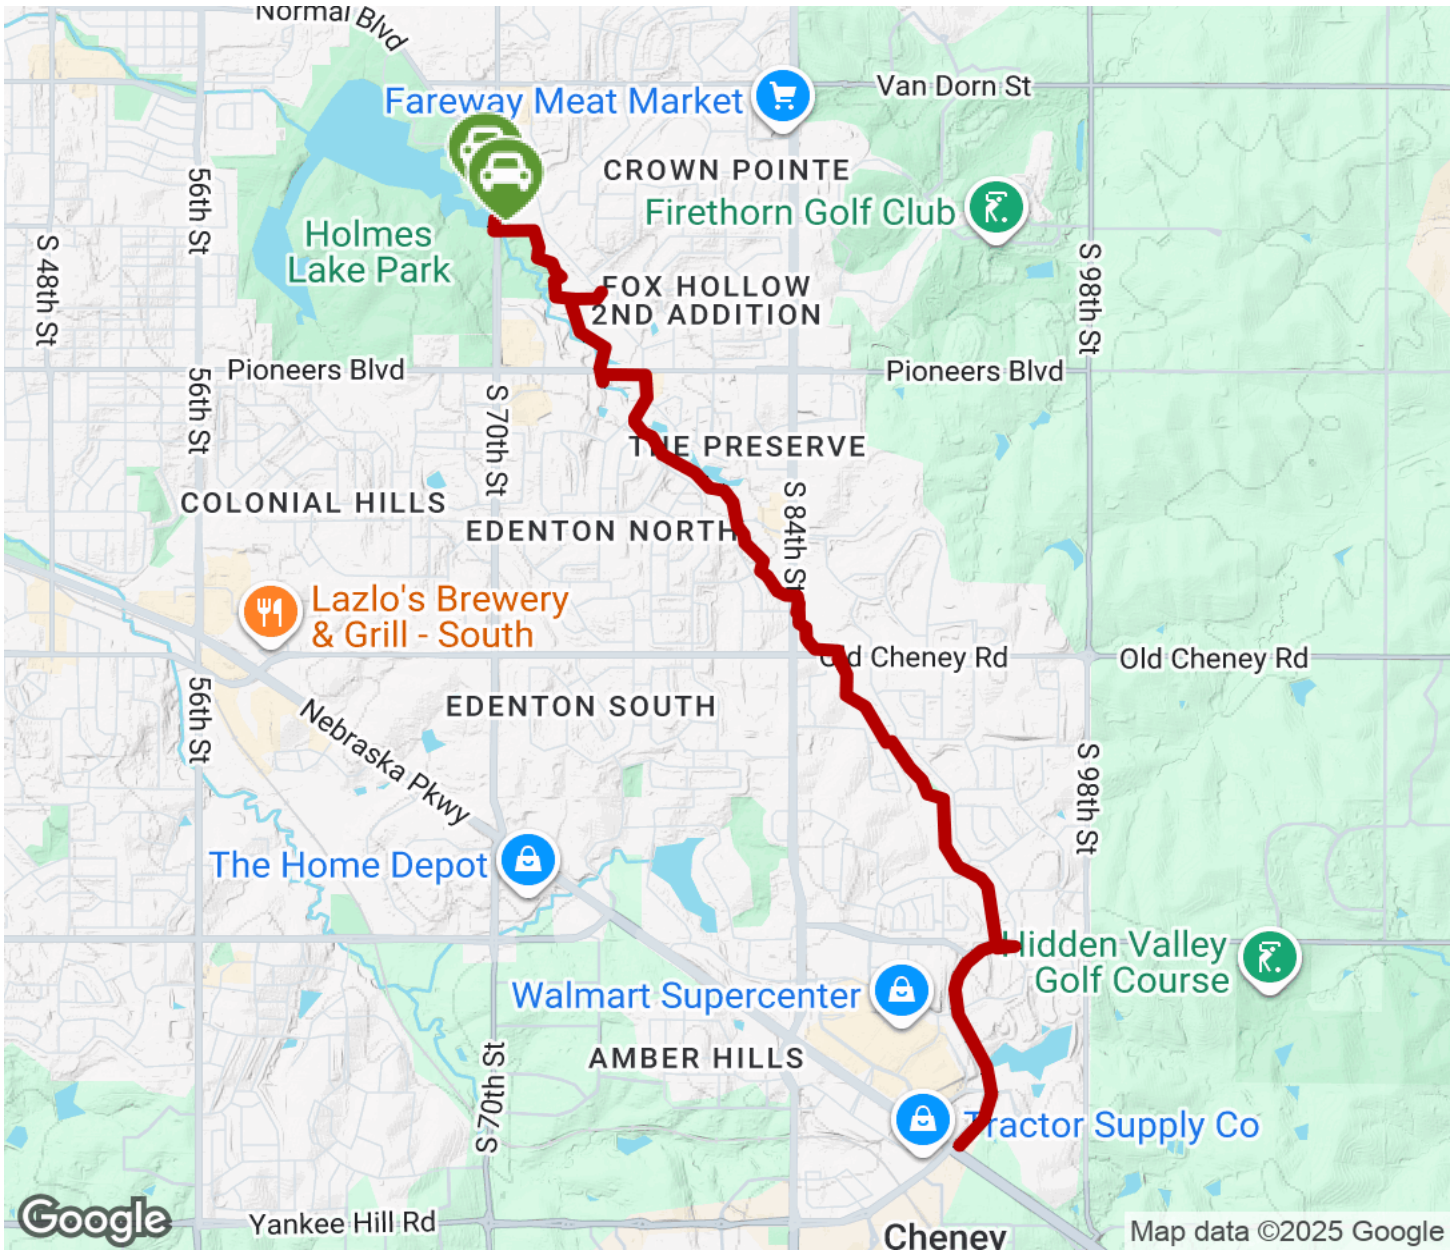 Normal Blvd
Fareway Meat Market
Van Dorn St
CROWN POINTE
56th St
Firethorn Golf Club
Holmes
Lake Park
S 48th St
S 98th St
FOX HOLLOW
2ND ADDITION
Pioneers Blvd
Pioneers Blvd
56th St
S 70th St
THE PRESERVE
COLONIAL HILLS
S 84th St
EDENTON NORTH
Lazlo's Brewery
& Grill - South
Old Cheney Rd
Old Cheney Rd
56th St
EDENTON SOUTH
Nebraska Pkwy
S 98th St
The Home Depot
Hidden Valley
Golf Course
Walmart Supercenter
S 70th St
AMBER HILLS
Tractor Supply Co
Google
Yankee Hill Rd
Cheney
Map data ©2025 Google